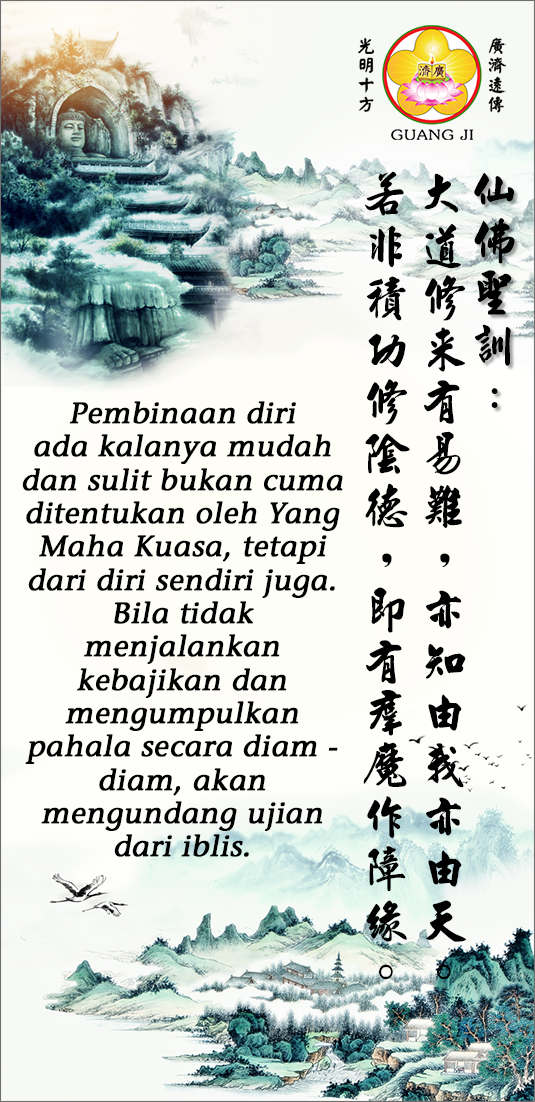 廣濟遠傳
光明十方
濟廣
GUANG JI
仙佛聖訓：
大道修来有易難，亦知由我亦由天。
若非積功修陰德，即有羣魔作障緣。
Pembinaan diri
ada kalanya mudah
dan sulit bukan cuma
ditentukan oleh Yang
Maha Kuasa, tetapi
dari diri sendiri juga.
Bila tidak
menjalankan
kebajikan dan
mengumpulkan
pahala secara diam -
diam, akan
mengundang ujian
dari iblis.